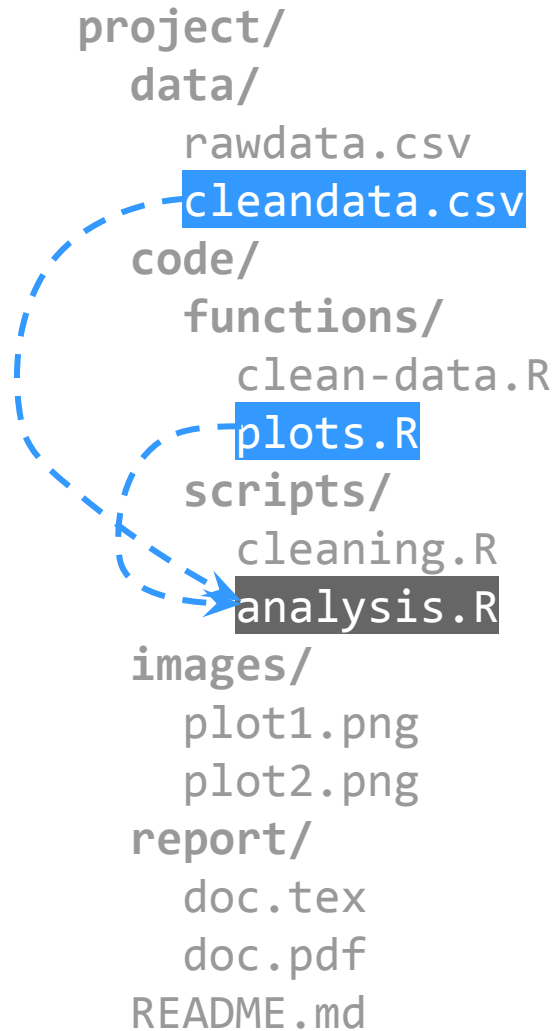 project/
data/
rawdata.csv
cleandata.csv
code/
functions/
clean-data.R
plots.R
scripts/
cleaning.R
analysis.R
images/
plot1.png
plot2.png
report/
doc.tex
doc.pdf
README.md